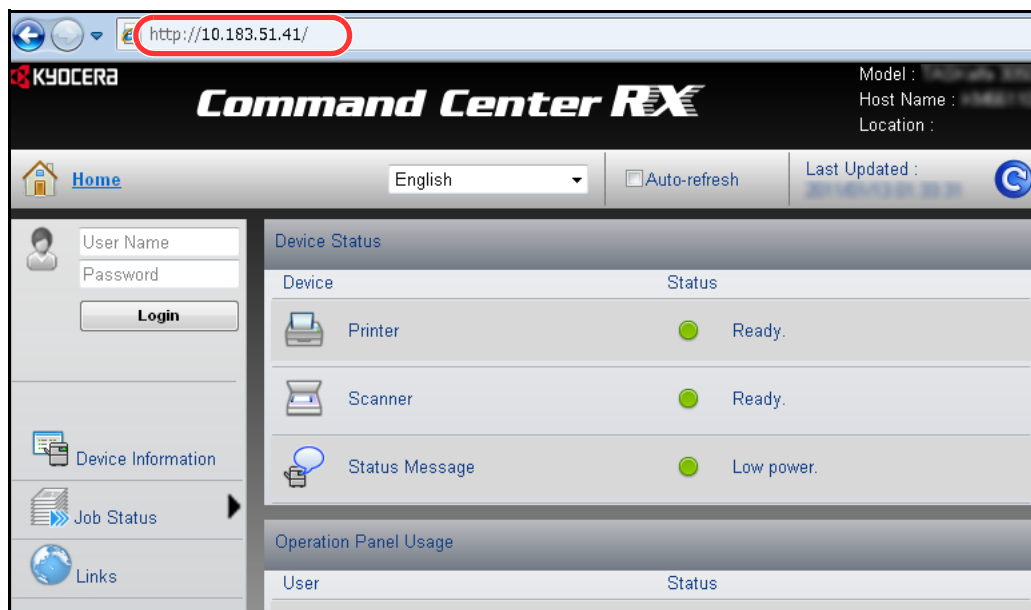 http://10.183.51.41/
KYOCERA
Command Center RX
Model :
Host Name :
Location :
Home
English
Auto-refresh
Last Updated :
User Name
Password
Login
Device Information
Job Status
Links
Device Status
Device Status
Printer Ready.
Scanner Ready.
Status Message Low power.
Operation Panel Usage
User Status